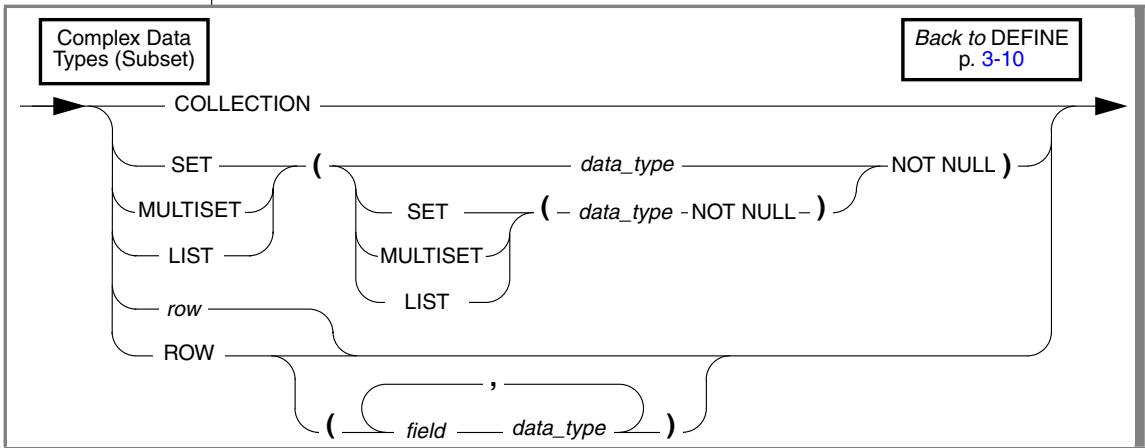 Complex Data
Types (Subset)
Back to DEFINE
p. 3-10
COLLECTION
SET ( data_type NOT NULL )
MULTISET SET ( data_type NOT NULL )
LIST MULTISET
LIST
row
ROW
,
( field data_type )